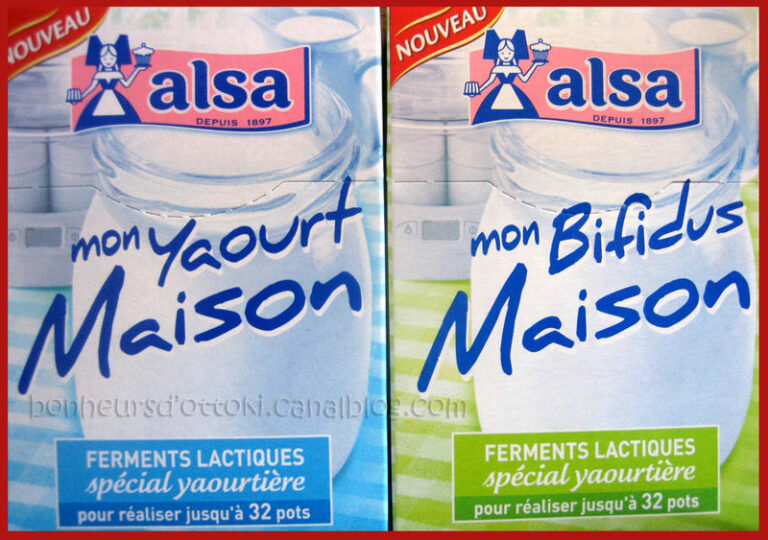 NOUVEAU
alsa
DEPUIS 1897
mon Yaourt
Maison
FERMENTS LACTIQUES
spécial yaourtière
pour réaliser jusqu'à 32 pots
NOUVEAU
alsa
DEPUIS 1897
mon Bifidus
Maison
FERMENTS LACTIQUES
spécial yaourtière
pour réaliser jusqu'à 32 pots
bonheursd'ottoki.canalblog.com